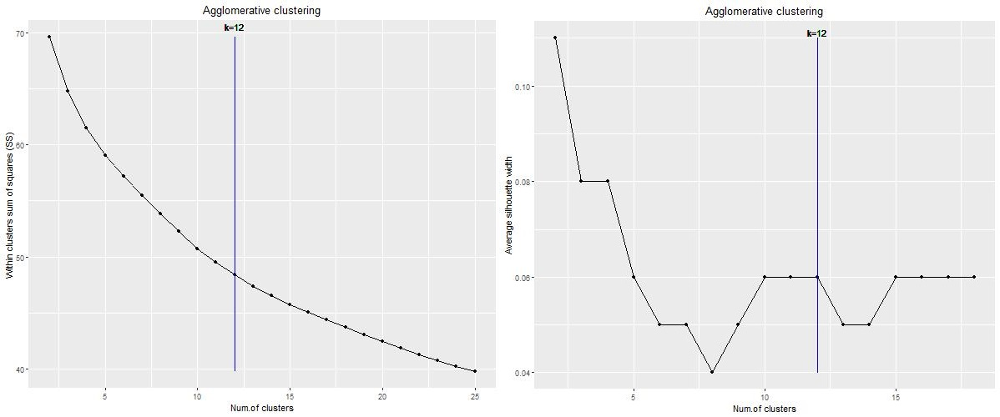 Agglomerative clustering
k=12
Within clusters sum of squares (SS)
70
60
50
40
5
10
15
20
25
Num.of clusters
Agglomerative clustering
k=12
Average silhouette width
0.10
0.08
0.06
0.04
5
10
15
Num.of clusters